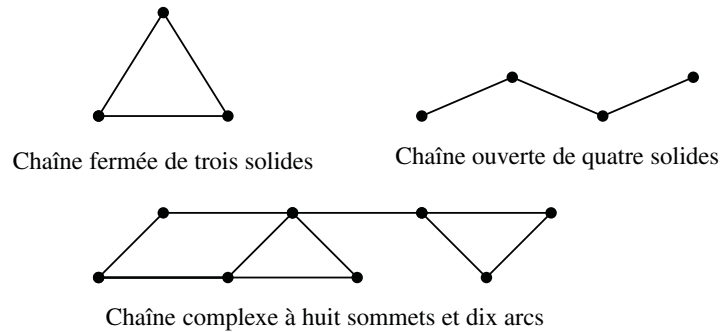 Chaîne fermée de trois solides
Chaîne ouverte de quatre solides
Chaîne complexe à huit sommets et dix arcs